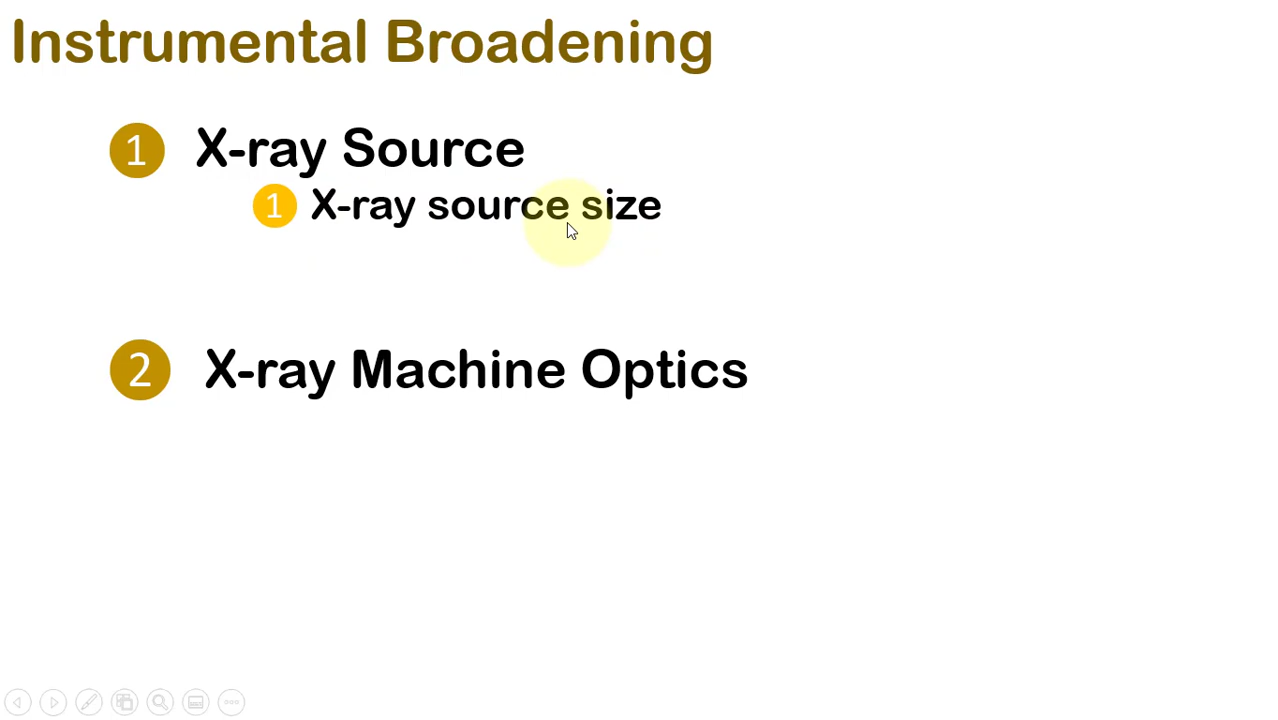 Instrumental Broadening
1 X-ray Source
1 X-ray source size
2 X-ray Machine Optics